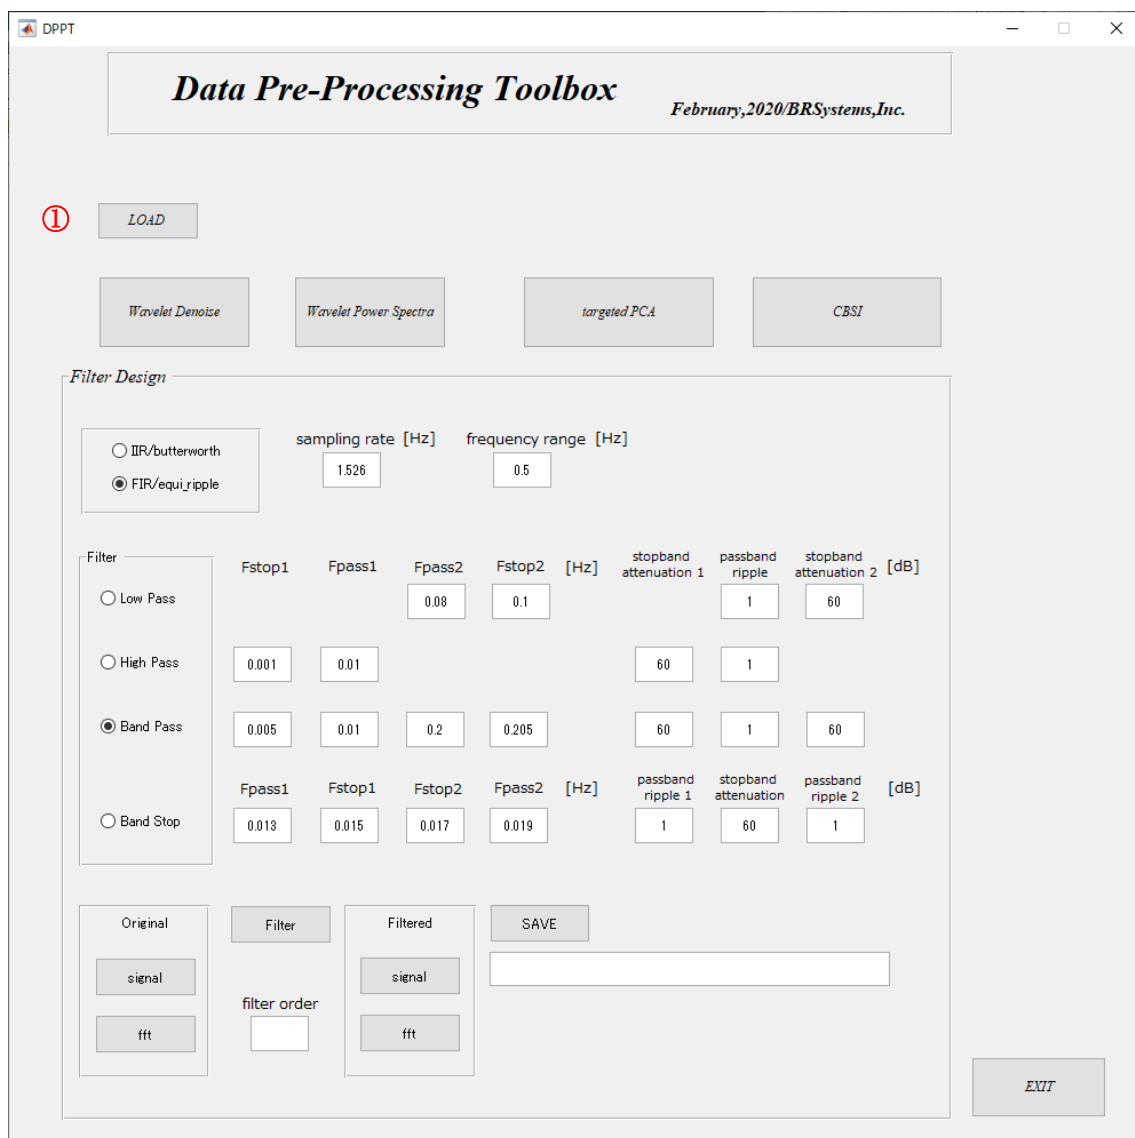 DPPT
Data Pre-Processing Toolbox
February,2020/BRSystems,Inc.
①
LOAD
Wavelet Denoise
Wavelet Power Spectra
targeted PCA
CBSI
Filter Design
IIR/butterworth
FIR/equi_ripple
sampling rate [Hz]
frequency range [Hz]
1.526
0.5
Filter
Fstop1 Fpass1 Fpass2 Fstop2 [Hz] stopband attenuation 1 passband ripple stopband attenuation 2 [dB]
Low Pass 0.08 0.1 1 60
High Pass 0.001 0.01 60 1
Band Pass 0.005 0.01 0.2 0.205 60 1 60
Fpass1 Fstop1 Fstop2 Fpass2 [Hz] passband ripple 1 stopband attenuation passband ripple 2 [dB]
Band Stop 0.013 0.015 0.017 0.019 1 60 1
Original
signal
fft
Filter
filter order
Filtered
signal
fft
SAVE
EXIT